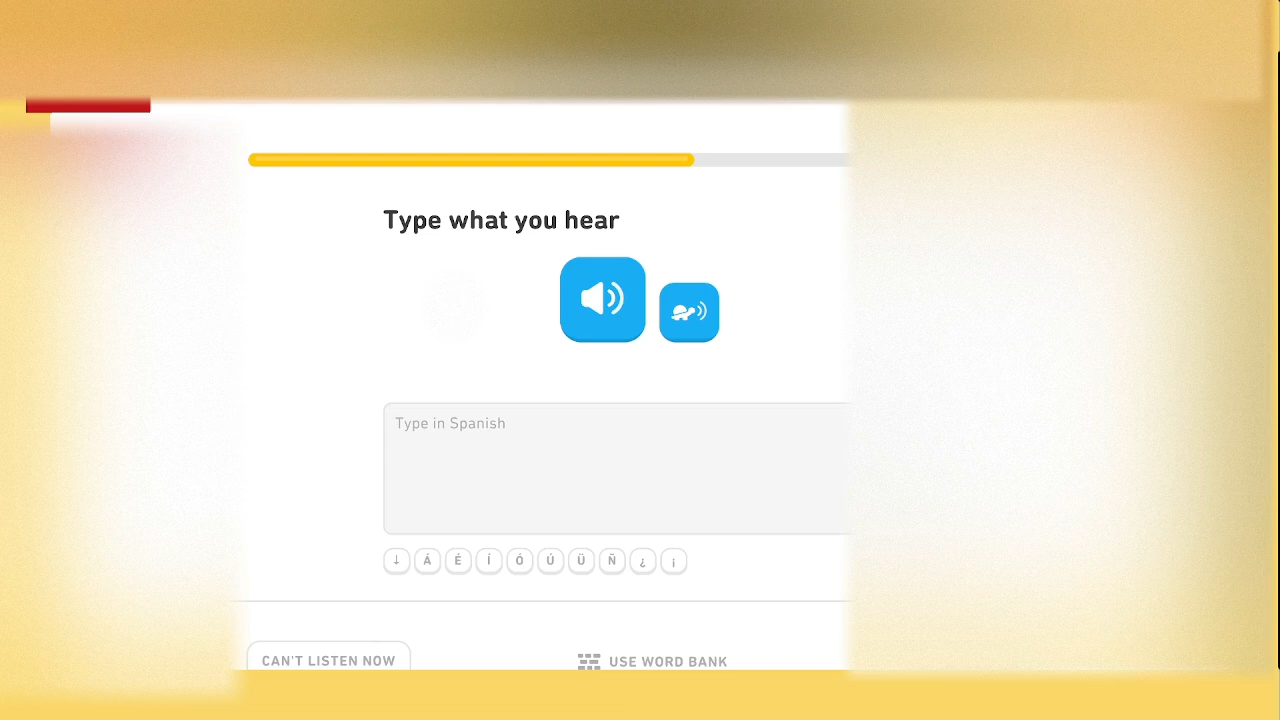 Type what you hear
Type in Spanish
↓ Á É Í Ó Ú Ü Ñ ¿ ¡
CAN'T LISTEN NOW
USE WORD BANK